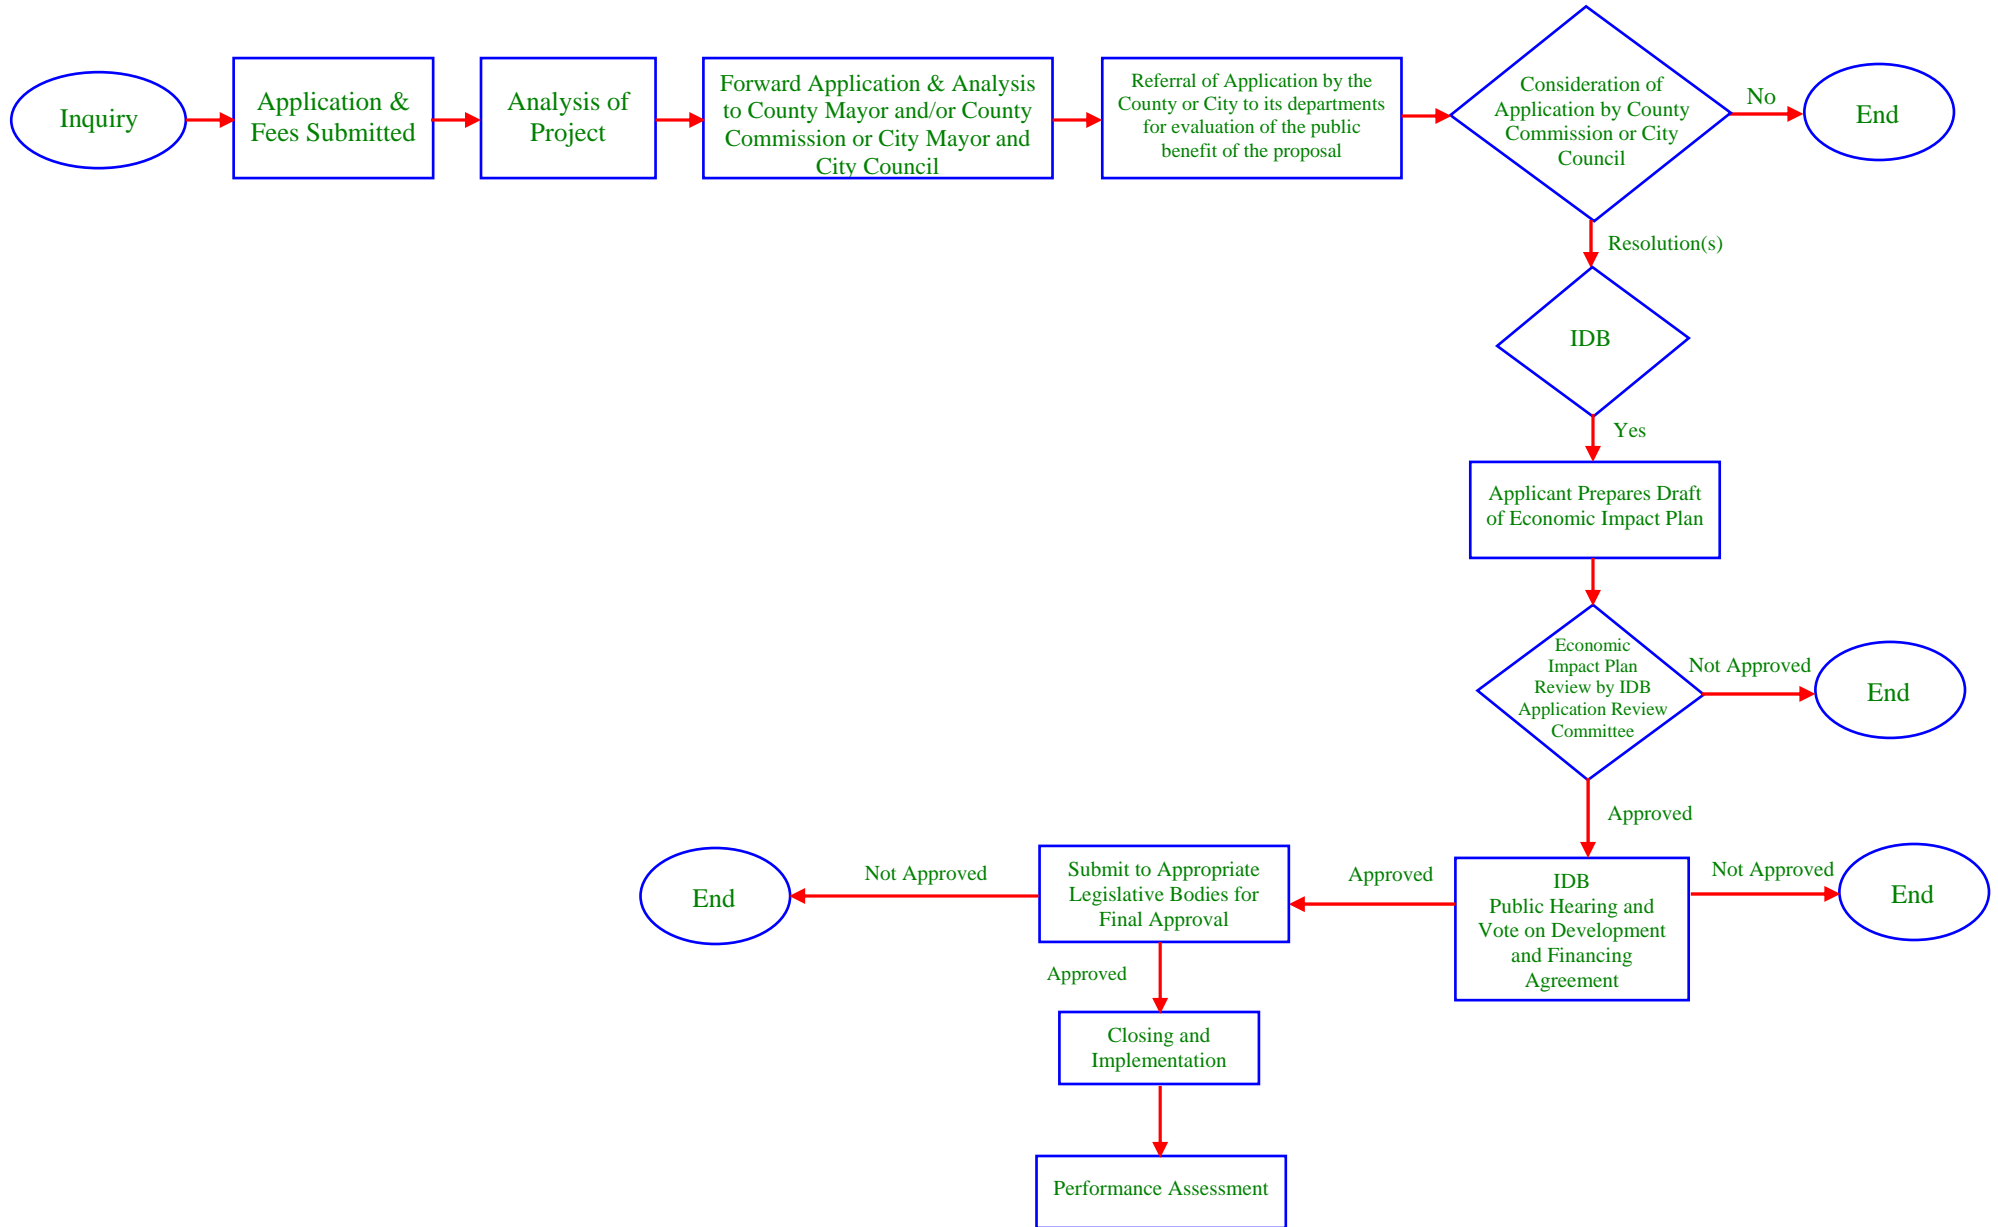 Inquiry
Application &
Fees Submitted
Analysis of
Project
Forward Application & Analysis
to County Mayor and/or County
Commission or City Mayor and
City Council
Referral of Application by the
County or City to its departments
for evaluation of the public
benefit of the proposal
Consideration of
Application by County
Commission or City
Council
No
End
Resolution(s)
IDB
Yes
Applicant Prepares Draft
of Economic Impact Plan
Economic
Impact Plan
Review by IDB
Application Review
Committee
Not Approved
End
Approved
IDB
Public Hearing and
Vote on Development
and Financing
Agreement
Not Approved
End
Approved
Submit to Appropriate
Legislative Bodies for
Final Approval
Not Approved
End
Approved
Closing and
Implementation
Performance Assessment